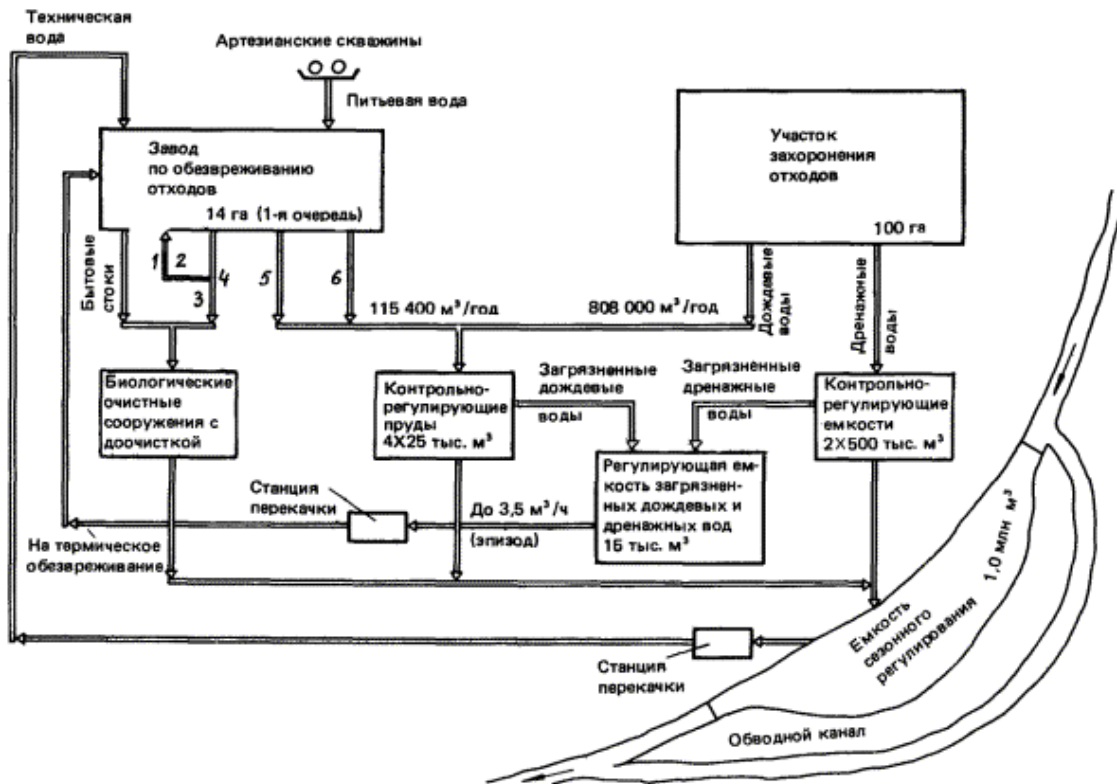 Техническая
вода
Артезианские скважины
Питьевая вода
Завод
по обезвреживанию
отходов
14 га (1-я очередь)
Участок
захоронения
отходов
100 га
Бытовые
стоки
1
2
4
3
5
6
115 400 м³/год
808 000 м³/год
Дождевые
воды
Дренажные
воды
Биологические
очистные
сооружения с
доочисткой
Контрольно-
регулирующие
пруды
4X25 тыс. м³
Загрязненные
дождевые
воды
Загрязненные
дренажные
воды
Контрольно-
регулирующие
емкости
2X500 тыс. м³
Регулирующая ем-
кость загрязнен-
ных дождевых и
дренажных вод
15 тыс. м³
Станция
перекачки
До 3,5 м³/ч
(эпизод)
На термическое
обезвреживание
Емкость
сезонного
регулирования 1,0 млн м³
Станция
перекачки
Обводной канал